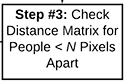 Step #3: Check
Distance Matrix for
People < N Pixels
Apart